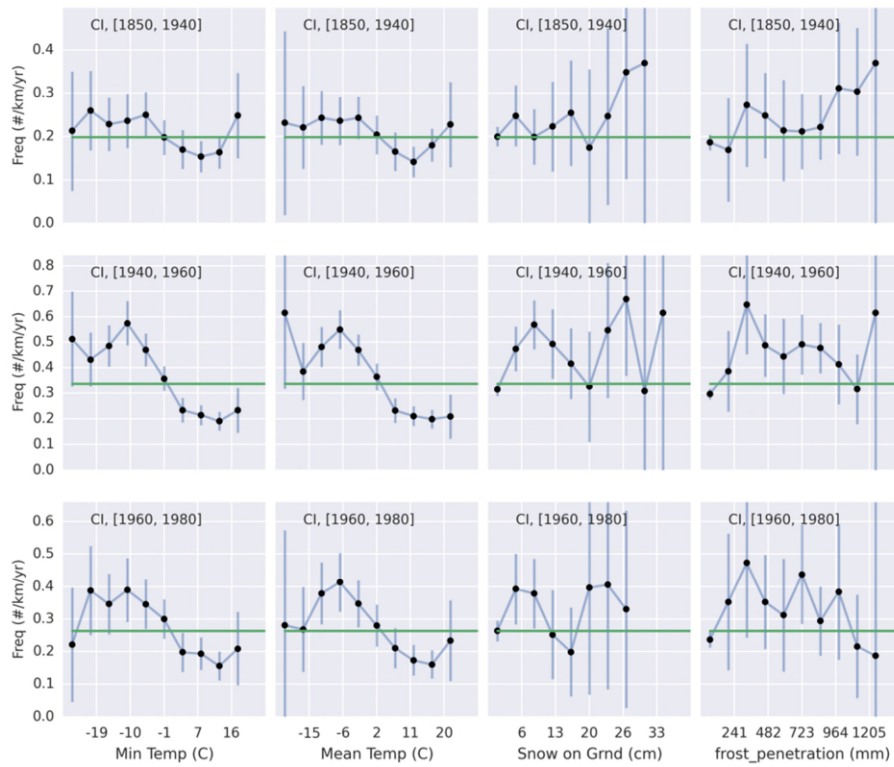 CI, [1850, 1940] CI, [1850, 1940] CI, [1850, 1940] CI, [1850, 1940]
0.4
0.3
0.2
0.1
0.0
Freq (#/km/yr)
CI, [1940, 1960] CI, [1940, 1960] CI, [1940, 1960] CI, [1940, 1960]
0.8
0.7
0.6
0.5
0.4
0.3
0.2
0.1
0.0
Freq (#/km/yr)
CI, [1960, 1980] CI, [1960, 1980] CI, [1960, 1980] CI, [1960, 1980]
0.6
0.5
0.4
0.3
0.2
0.1
0.0
Freq (#/km/yr)
-19 -10 -1 7 16 -15 -6 2 11 20 6 13 20 26 33 241 482 723 964 1205
Min Temp (C) Mean Temp (C) Snow on Grnd (cm) frost_penetration (mm)